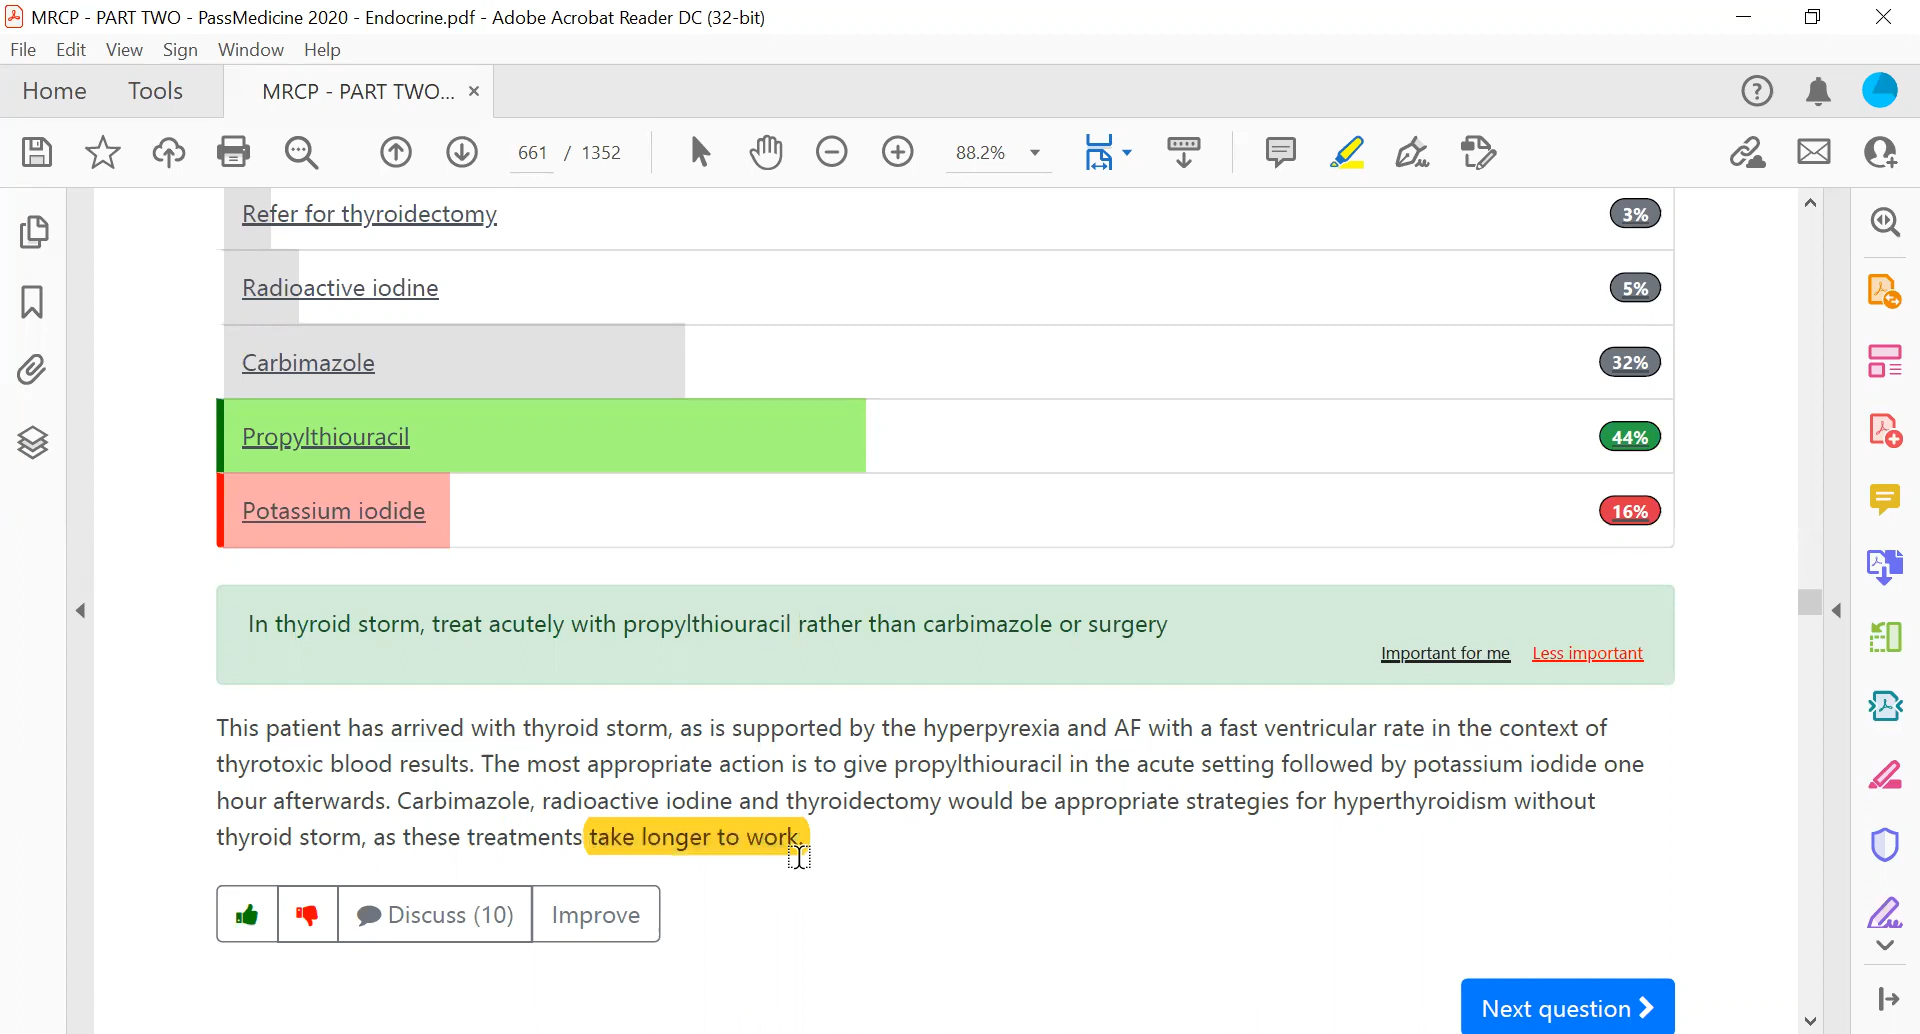 MRCP - PART TWO - PassMedicine 2020 - Endocrine.pdf - Adobe Acrobat Reader DC (32-bit)
File Edit View Sign Window Help
Home Tools MRCP - PART TWO...
661 / 1352 88.2%
Refer for thyroidectomy 3%
Radioactive iodine 5%
Carbimazole 32%
Propylthiouracil 44%
Potassium iodide 16%
In thyroid storm, treat acutely with propylthiouracil rather than carbimazole or surgery
Important for me Less important
This patient has arrived with thyroid storm, as is supported by the hyperpyrexia and AF with a fast ventricular rate in the context of
thyrotoxic blood results. The most appropriate action is to give propylthiouracil in the acute setting followed by potassium iodide one
hour afterwards. Carbimazole, radioactive iodine and thyroidectomy would be appropriate strategies for hyperthyroidism without
thyroid storm, as these treatments take longer to work.
Discuss (10) Improve
Next question